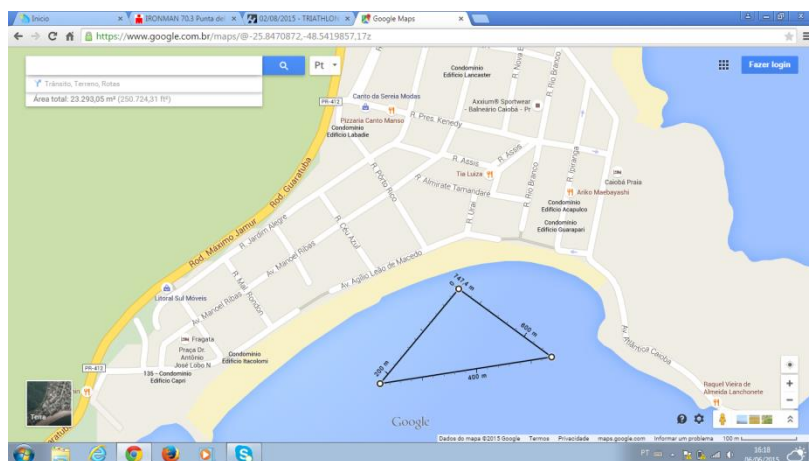 Inicio
IRONMAN 70.3 Punta del
02/08/2015 - TRIATHLON
Google Maps
https://www.google.com.br/maps/@-25.8470872,-48.5419857,17z
Pt
Fazer login
Trânsito, Terreno, Rotas
Área total: 23.293,05 m² (250.724,31 ft²)
Condomínio
Edifício Lancaster
R. Nova E
R. Rio Branco
PR-412
Canto da Sereia Modas
Pizzaria Canto Manso
Condomínio
Edifício Labadie
R. Pres. Kenedy
Axxium® Sportwear
- Balneário Caiobá - Pr
R. Assis
R. Assis
Tia Luiza
R. Almirate Tamandaré
R. Pôrto Rico
R. Urai
R. Rio Branco
R. Ipiranga
Caiobá Praia
Ariko Maebayashi
Condomínio
Edifício Acapulco
Condomínio
Edifício Guarapari
Rod. Guaratuba
Rod. Máximo Jamur
R. Jardim Alegre
R. Céu Azul
Av. Manoel Ribas
Av. Agílio Leão de Macedo
R. Mal. Rondon
Litoral Sul Móveis
Av. Manoel Ribas
747,4 m
0
600 m
200 m
400 m
Fragata
Praça Dr.
Antônio
José Lobo N
Condomínio
Edifício Itacolomi
PR-412
135 - Condomínio
Edifício Capri
Av. Atlântica Caiobá
Raquel Vieira de
Almeida Lanchonete
Terra
Google
Dados do mapa ©2015 Google
Termos
Privacidade
maps.google.com
Informar um problema
100 m
PT
16:18
06/06/2015